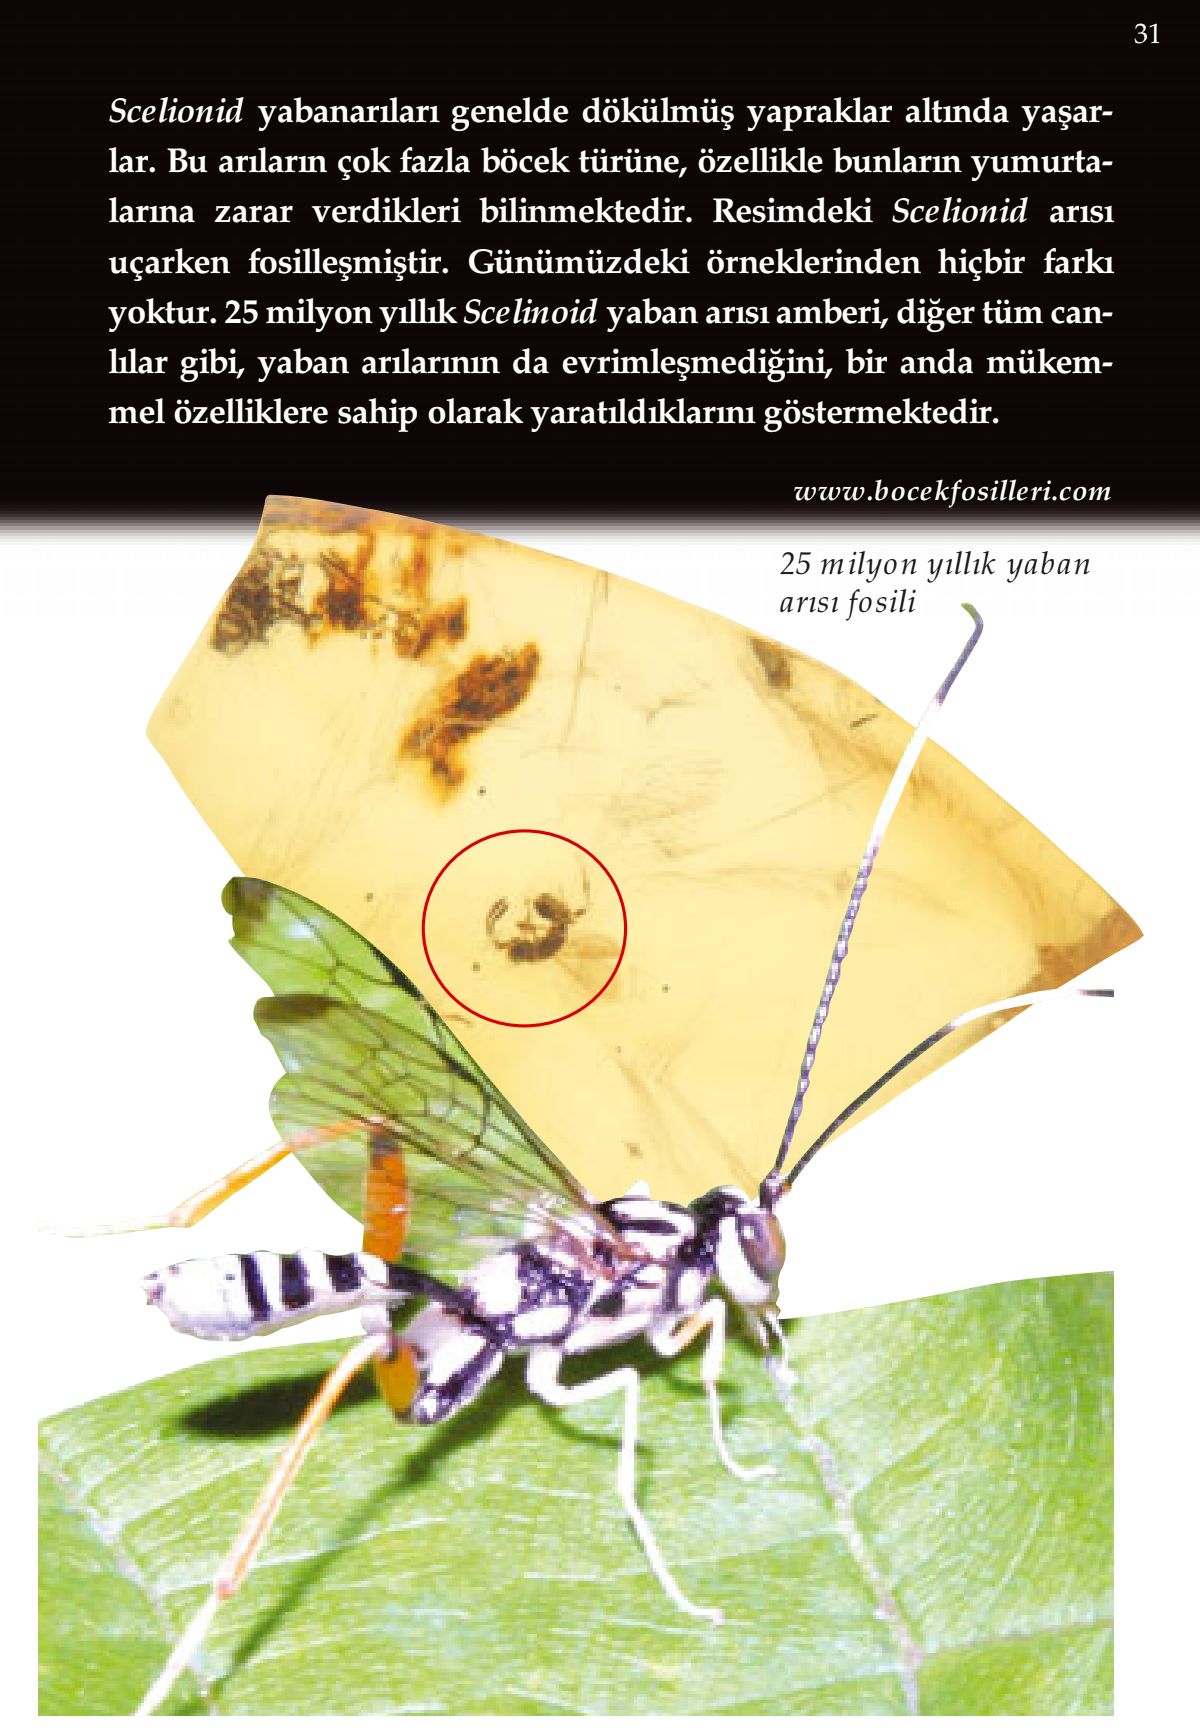 31
Scelionid yabanarıları genelde dökülmüş yapraklar altında yaşar-
lar. Bu arıların çok fazla böcek türüne, özellikle bunların yumurta-
larına zarar verdikleri bilinmektedir. Resimdeki Scelionid arısı
uçarken fosilleşmiştir. Günümüzdeki örneklerinden hiçbir farkı
yoktur. 25 milyon yıllık Scelinoid yaban arısı amberi, diğer tüm can-
lılar gibi, yaban arılarının da evrimleşmediğini, bir anda mükem-
mel özelliklere sahip olarak yaratıldıklarını göstermektedir.
www.bocekfosilleri.com
25 milyon yıllık yaban
arısı fosili